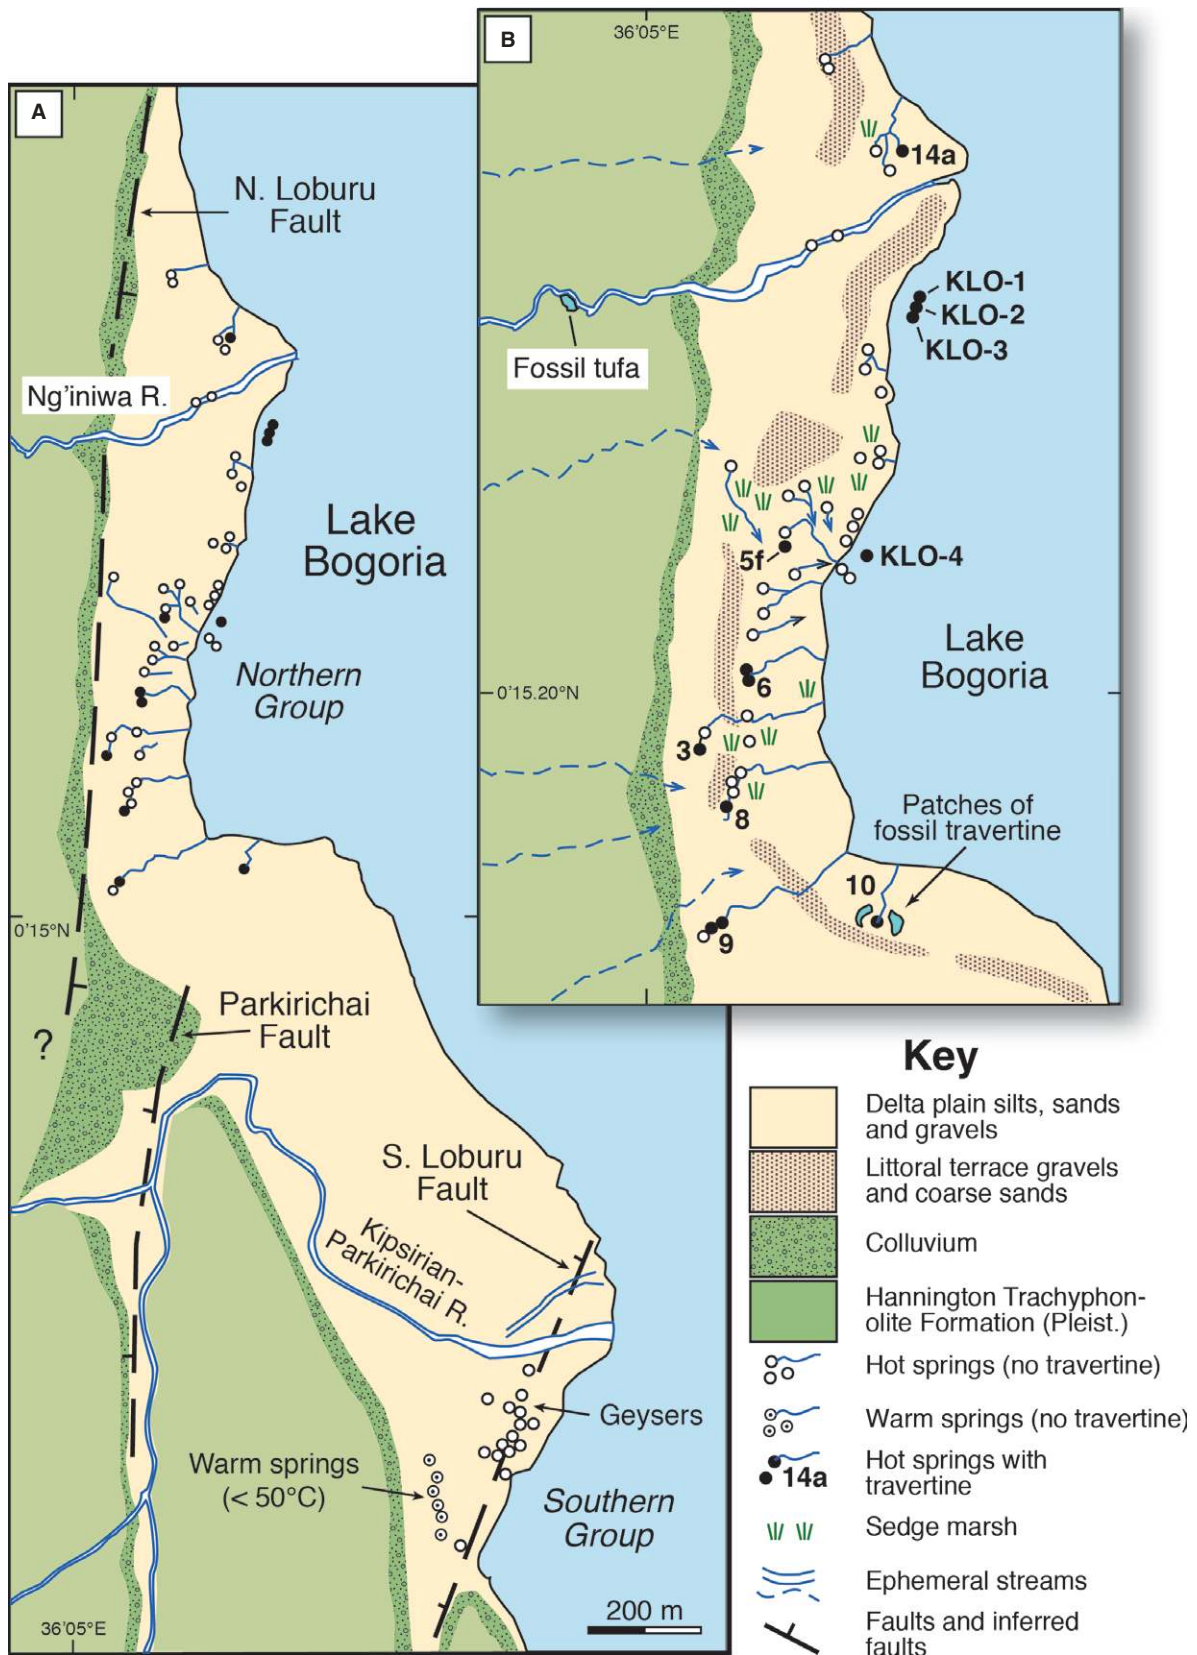 A
N. Loburu
Fault
Ng'iniwa R.
Lake
Bogoria
Northern
Group
0'15°N
?
Parkirichai
Fault
S. Loburu
Fault
Kipsirian-
Parkirichai R.
Geysers
Warm springs
(< 50°C)
Southern
Group
36'05°E
200 m
B
36'05°E
14a
KLO-1
KLO-2
KLO-3
Fossil tufa
5f
KLO-4
Lake
Bogoria
0'15.20°N
6
3
8
Patches of
fossil travertine
10
9
Key
Delta plain silts, sands
and gravels
Littoral terrace gravels
and coarse sands
Colluvium
Hannington Trachyphon-
olite Formation (Pleist.)
Hot springs (no travertine)
Warm springs (no travertine)
Hot springs with
14a travertine
Sedge marsh
Ephemeral streams
Faults and inferred
faults